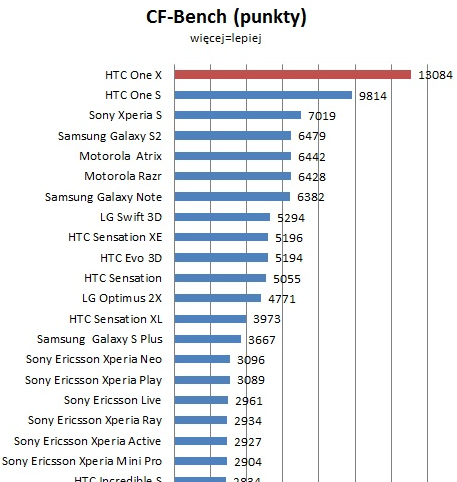 CF-Bench (punkty)
więcej=lepiej
HTC One X 13084
HTC One S 9814
Sony Xperia S 7019
Samsung Galaxy S2 6479
Motorola Atrix 6442
Motorola Razr 6428
Samsung Galaxy Note 6382
LG Swift 3D 5294
HTC Sensation XE 5196
HTC Evo 3D 5194
HTC Sensation 5055
LG Optimus 2X 4771
HTC Sensation XL 3973
Samsung Galaxy S Plus 3667
Sony Ericsson Xperia Neo 3096
Sony Ericsson Xperia Play 3089
Sony Ericsson Live 2961
Sony Ericsson Xperia Ray 2934
Sony Ericsson Xperia Active 2927
Sony Ericsson Xperia Mini Pro 2904
HTC Incredible S 2834